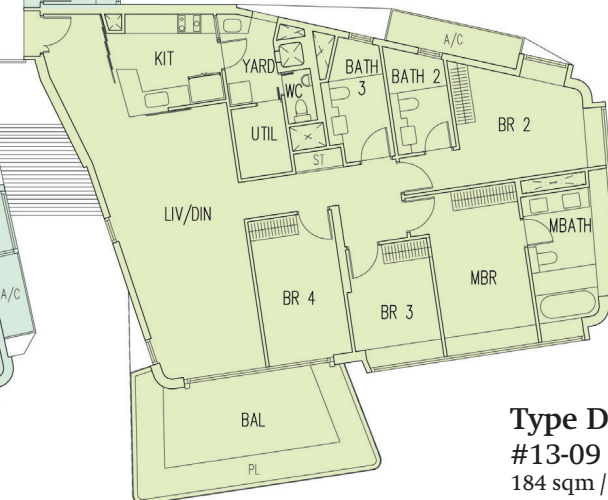 A/C
KIT
YARD
BATH
3
BATH 2
WC
BR 2
UTIL
ST
LIV/DIN
MBATH
A/C
BR 4
BR 3
MBR
BAL
PL
Type D
#13-09
184 sqm /